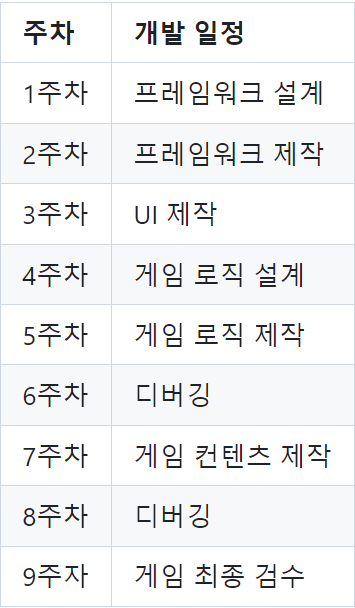 주차 개발 일정
1주차 프레임워크 설계
2주차 프레임워크 제작
3주차 UI 제작
4주차 게임 로직 설계
5주차 게임 로직 제작
6주차 디버깅
7주차 게임 컨텐츠 제작
8주차 디버깅
9주자 게임 최종 검수